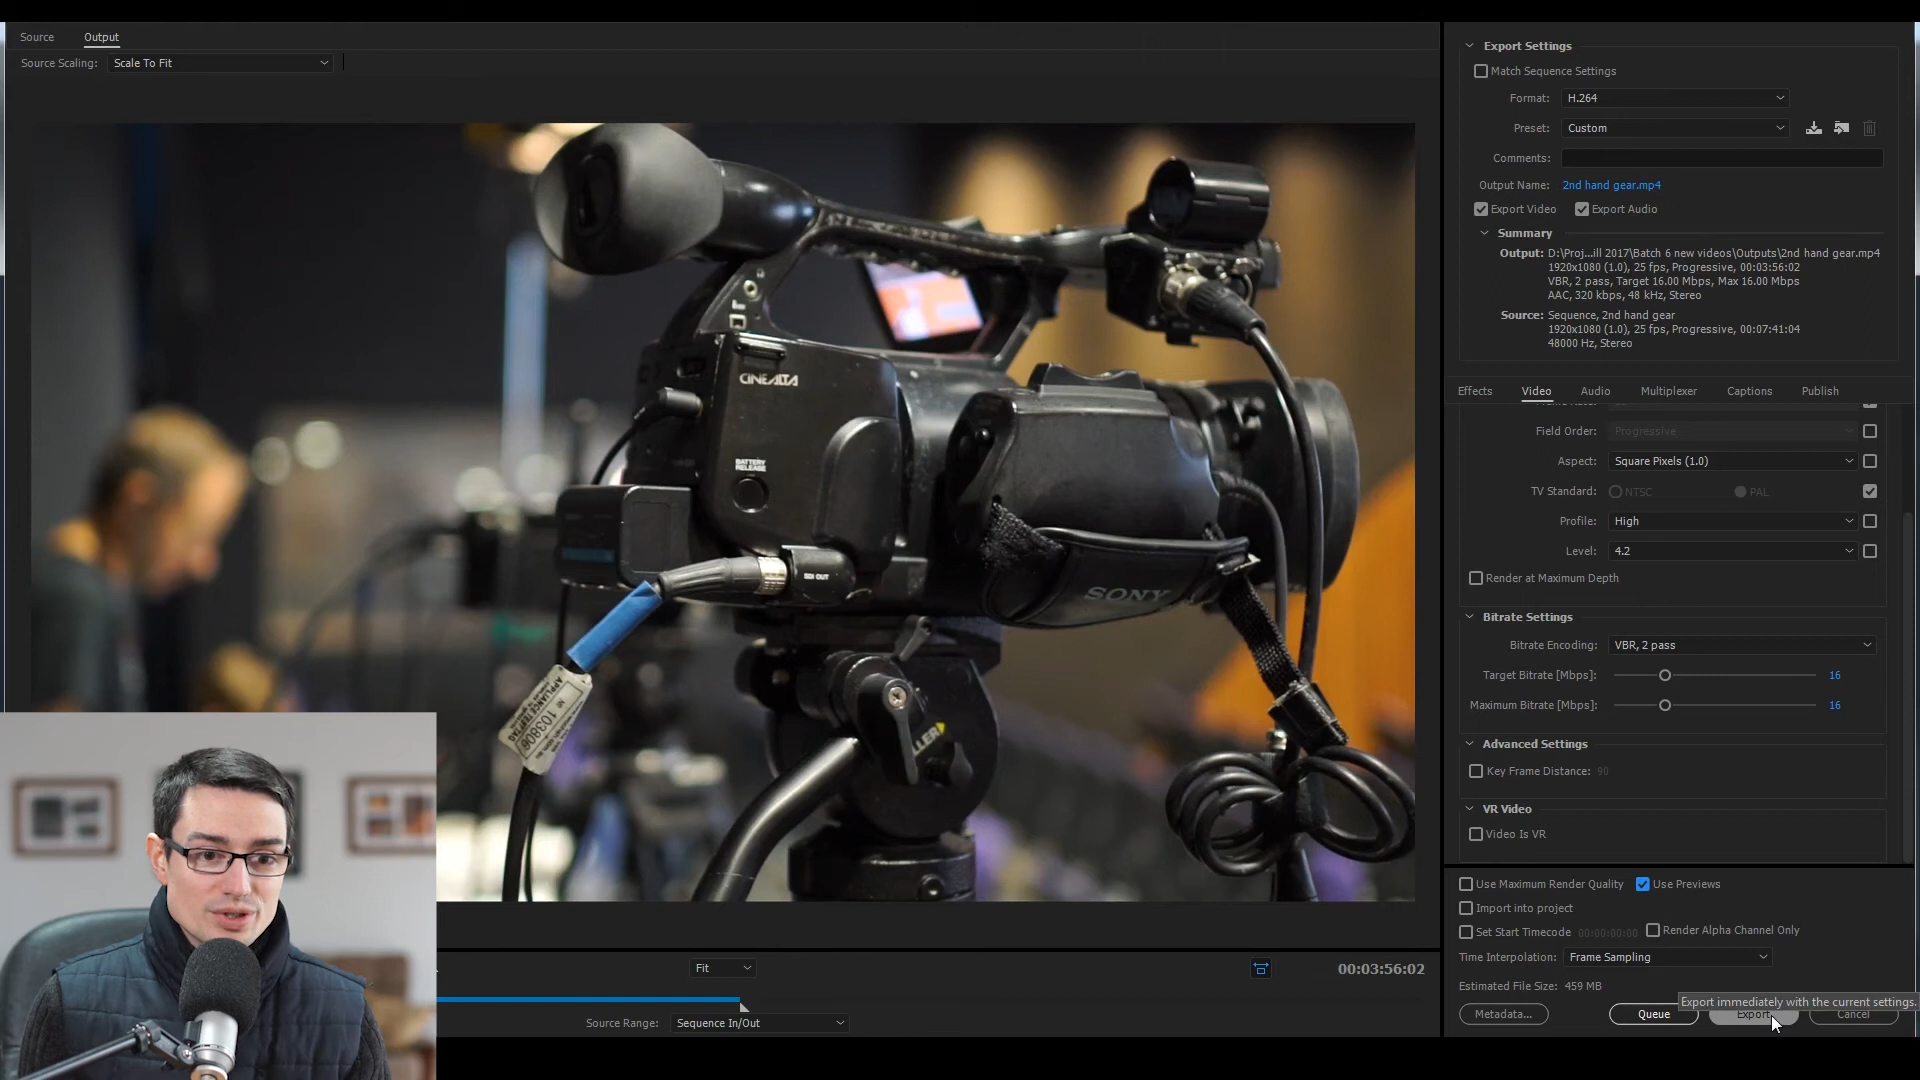 Source Output
Source Scaling: Scale To Fit
CINEALTA
BATTERY
RELEASE
SDI OUT
SONY
APPLIANCE TEST TAG
103806
LLER
Fit
00:03:56:02
Source Range: Sequence In/Out
Export Settings
Match Sequence Settings
Format: H.264
Preset: Custom
Comments:
Output Name: 2nd hand gear.mp4
Export Video Export Audio
Summary
Output: D:\Proj...ill 2017\Batch 6 new videos\Outputs\2nd hand gear.mp4
1920x1080 (1.0), 25 fps, Progressive, 00:03:56:02
VBR, 2 pass, Target 16.00 Mbps, Max 16.00 Mbps
AAC, 320 kbps, 48 kHz, Stereo
Source: Sequence, 2nd hand gear
1920x1080 (1.0), 25 fps, Progressive, 00:07:41:04
48000 Hz, Stereo
Effects Video Audio Multiplexer Captions Publish
Field Order: Progressive
Aspect: Square Pixels (1.0)
TV Standard: NTSC PAL
Profile: High
Level: 4.2
Render at Maximum Depth
Bitrate Settings
Bitrate Encoding: VBR, 2 pass
Target Bitrate [Mbps]: 16
Maximum Bitrate [Mbps]: 16
Advanced Settings
Key Frame Distance: 90
VR Video
Video Is VR
Use Maximum Render Quality Use Previews
Import into project
Set Start Timecode 00:00:00:00 Render Alpha Channel Only
Time Interpolation: Frame Sampling
Estimated File Size: 459 MB
Export immediately with the current settings.
Metadata... Queue Export Cancel